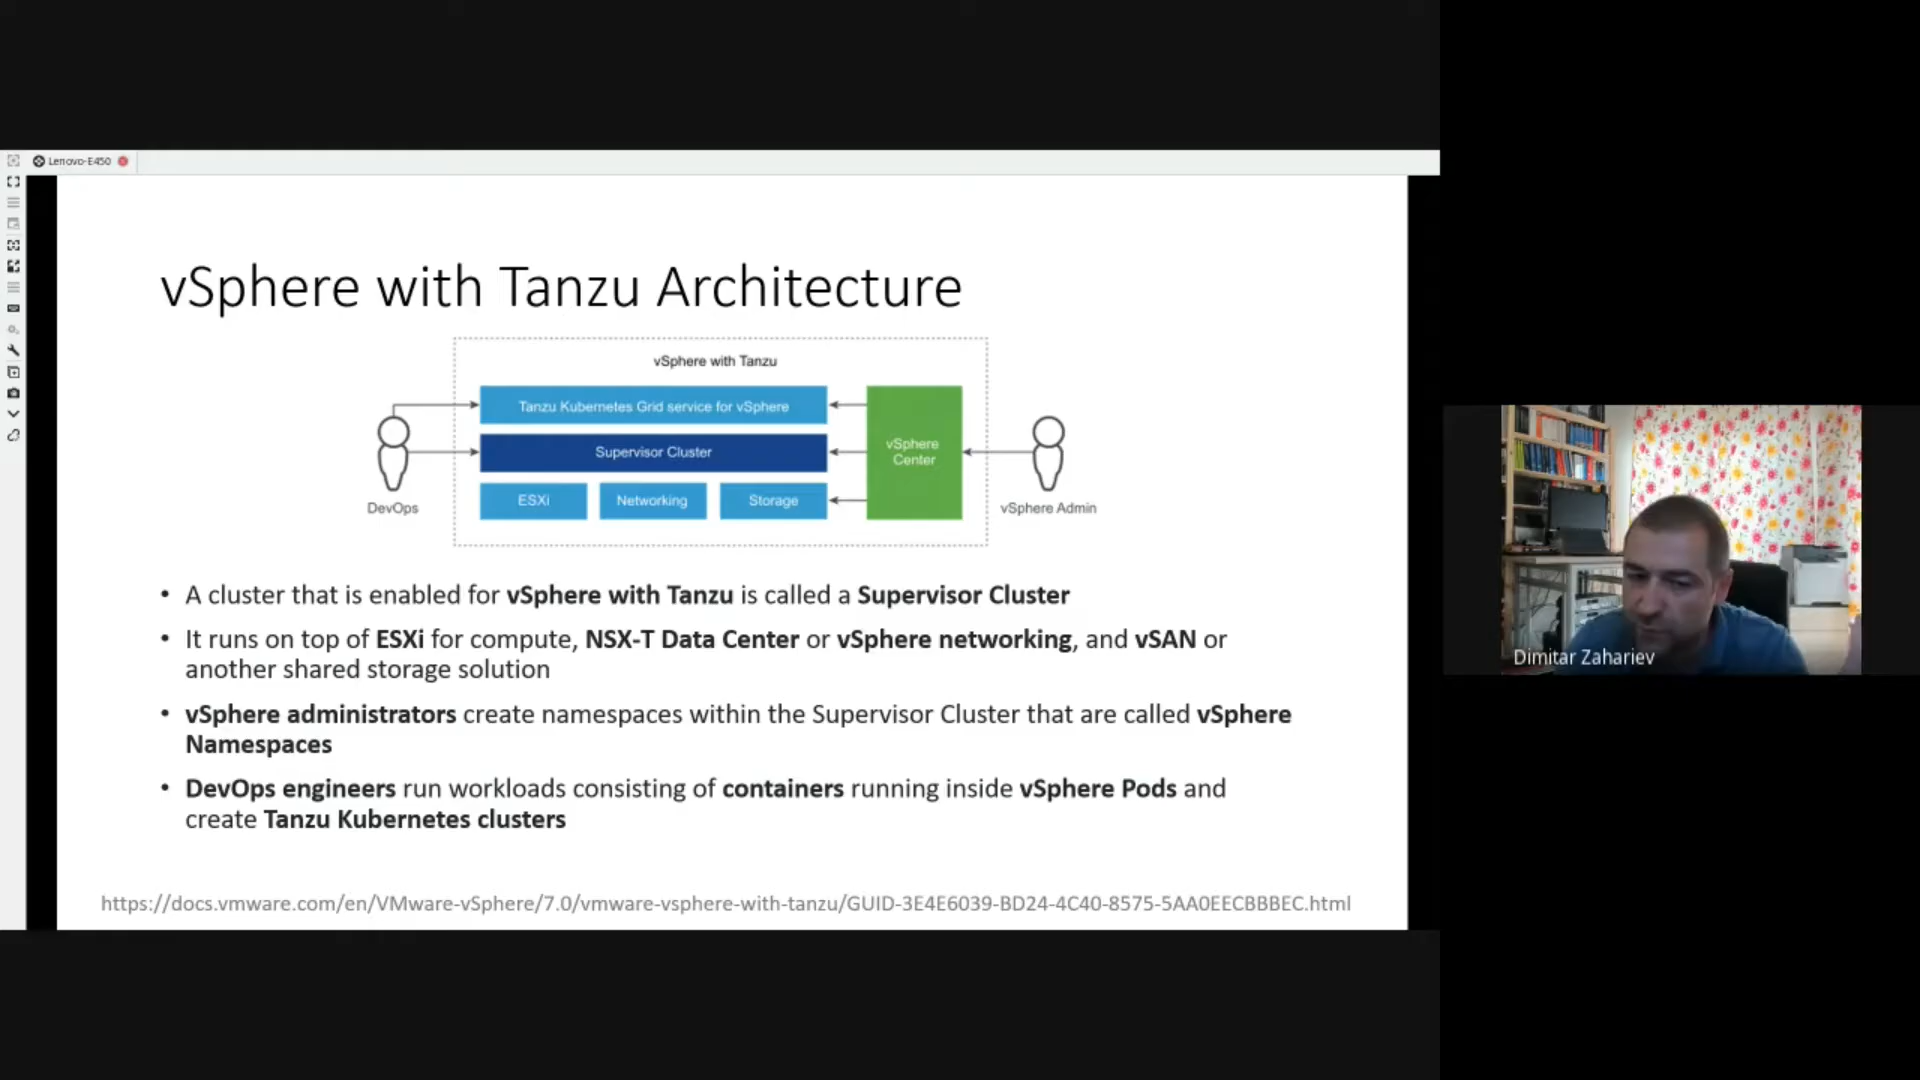 Lenovo-E450
vSphere with Tanzu Architecture
vSphere with Tanzu
Tanzu Kubernetes Grid service for vSphere
Supervisor Cluster
ESXi
Networking
Storage
vSphere
Center
DevOps
vSphere Admin
• A cluster that is enabled for vSphere with Tanzu is called a Supervisor Cluster
• It runs on top of ESXi for compute, NSX-T Data Center or vSphere networking, and vSAN or
another shared storage solution
• vSphere administrators create namespaces within the Supervisor Cluster that are called vSphere
Namespaces
• DevOps engineers run workloads consisting of containers running inside vSphere Pods and
create Tanzu Kubernetes clusters
https://docs.vmware.com/en/VMware-vSphere/7.0/vmware-vsphere-with-tanzu/GUID-3E4E6039-BD24-4C40-8575-5AA0EECBBBEC.html
Dimitar Zahariev